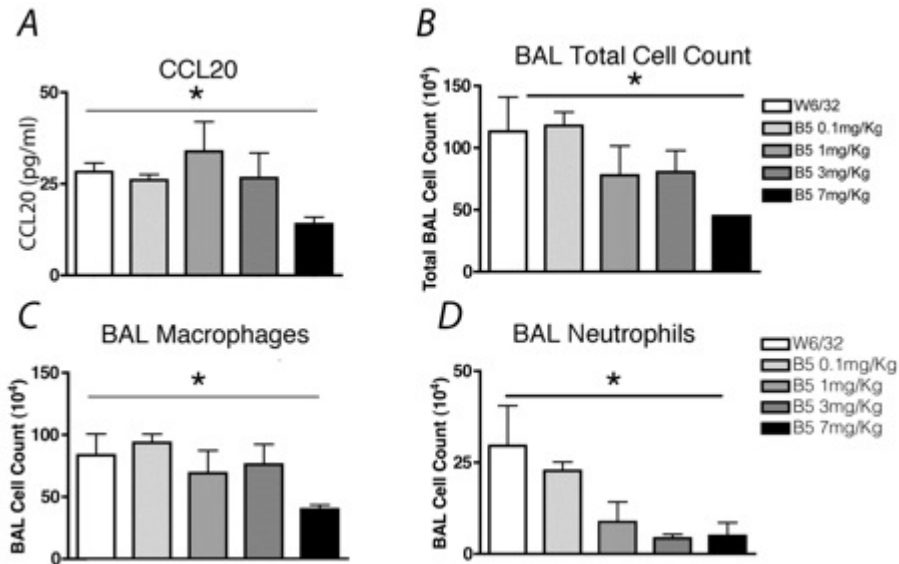 A
CCL20
*
50
25
0
CCL20 (pg/ml)
B
BAL Total Cell Count
*
150
100
50
0
Total BAL Cell Count (10⁴)
W6/32
B5 0.1mg/Kg
B5 1mg/Kg
B5 3mg/Kg
B5 7mg/Kg
C
BAL Macrophages
*
150
100
50
0
BAL Cell Count (10⁴)
D
BAL Neutrophils
*
50
25
0
BAL Cell Count (10⁴)
W6/32
B5 0.1mg/Kg
B5 1mg/Kg
B5 3mg/Kg
B5 7mg/Kg